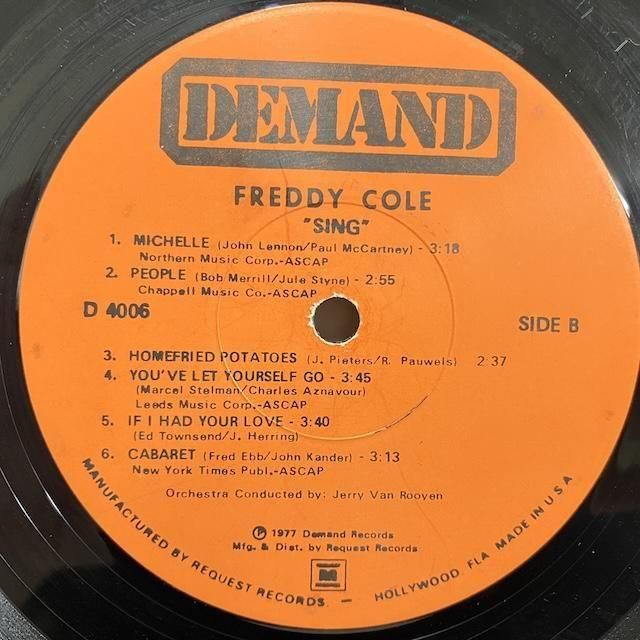 DEMAND
FREDDY COLE
"SING"
1. MICHELLE (John Lennon/Paul McCartney) - 3:18
Northern Music Corp.-ASCAP
2. PEOPLE (Bob Merrill/Jule Styne) - 2:55
Chappell Music Co.-ASCAP
D 4006
SIDE B
3. HOMEFRIED POTATOES (J. Pieters/R. Pauwels) 2:37
4. YOU'VE LET YOURSELF GO - 3:45
(Marcel Stelman/Charles Aznavour)
Leeds Music Corp.-ASCAP
5. IF I HAD YOUR LOVE - 3:40
(Ed Townsend/J. Herring)
6. CABARET (Fred Ebb/John Kander) - 3:13
New York Times Publ.-ASCAP
Orchestra Conducted by: Jerry Van Rooyen
Ⓟ 1977 Demand Records
Mfg. & Dist. by Request Records
MANUFACTURED BY REQUEST RECORDS. — HOLLYWOOD. FLA. MADE IN U.S.A.